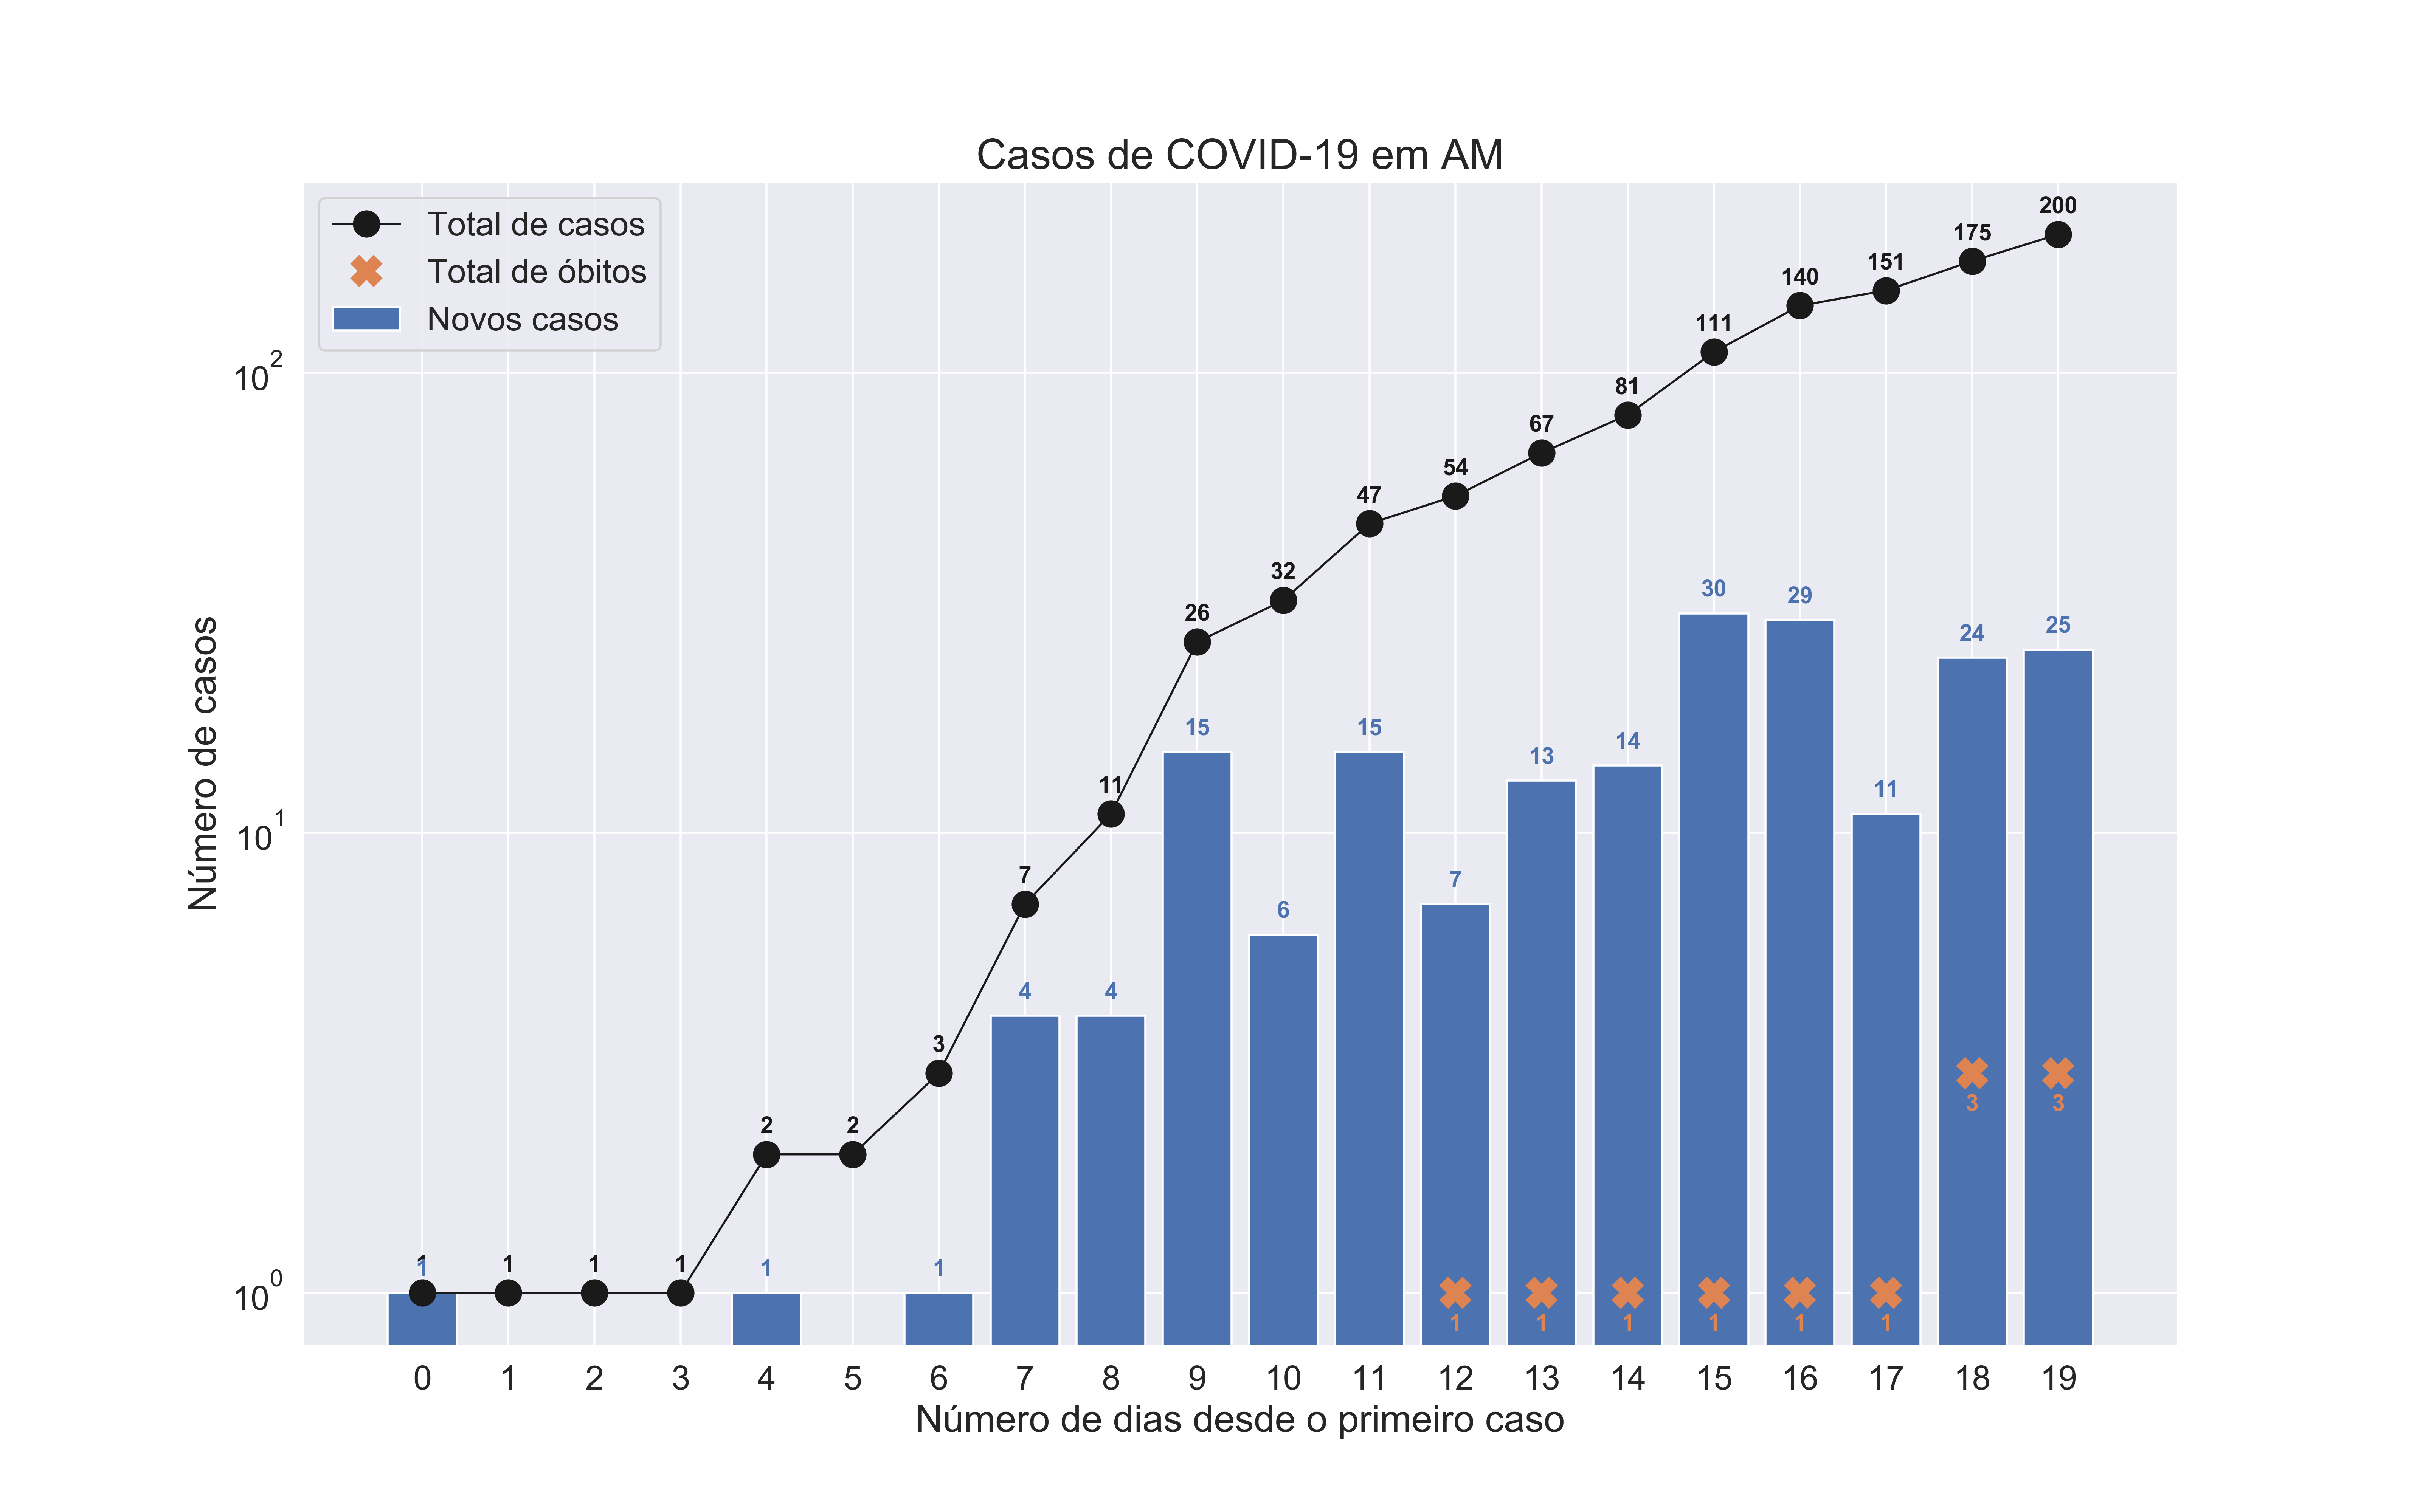 Casos de COVID-19 em AM
Total de casos
Total de óbitos
Novos casos
Número de casos
10^2
10^1
10^0
1 1 1 1 2 2 3 7 11 26 32 47 54 67 81 111 140 151 175 200
1 1 1 4 4 15 6 15 7 13 14 30 29 11 24 25
1 1 1 1 1 1 3 3
0 1 2 3 4 5 6 7 8 9 10 11 12 13 14 15 16 17 18 19
Número de dias desde o primeiro caso